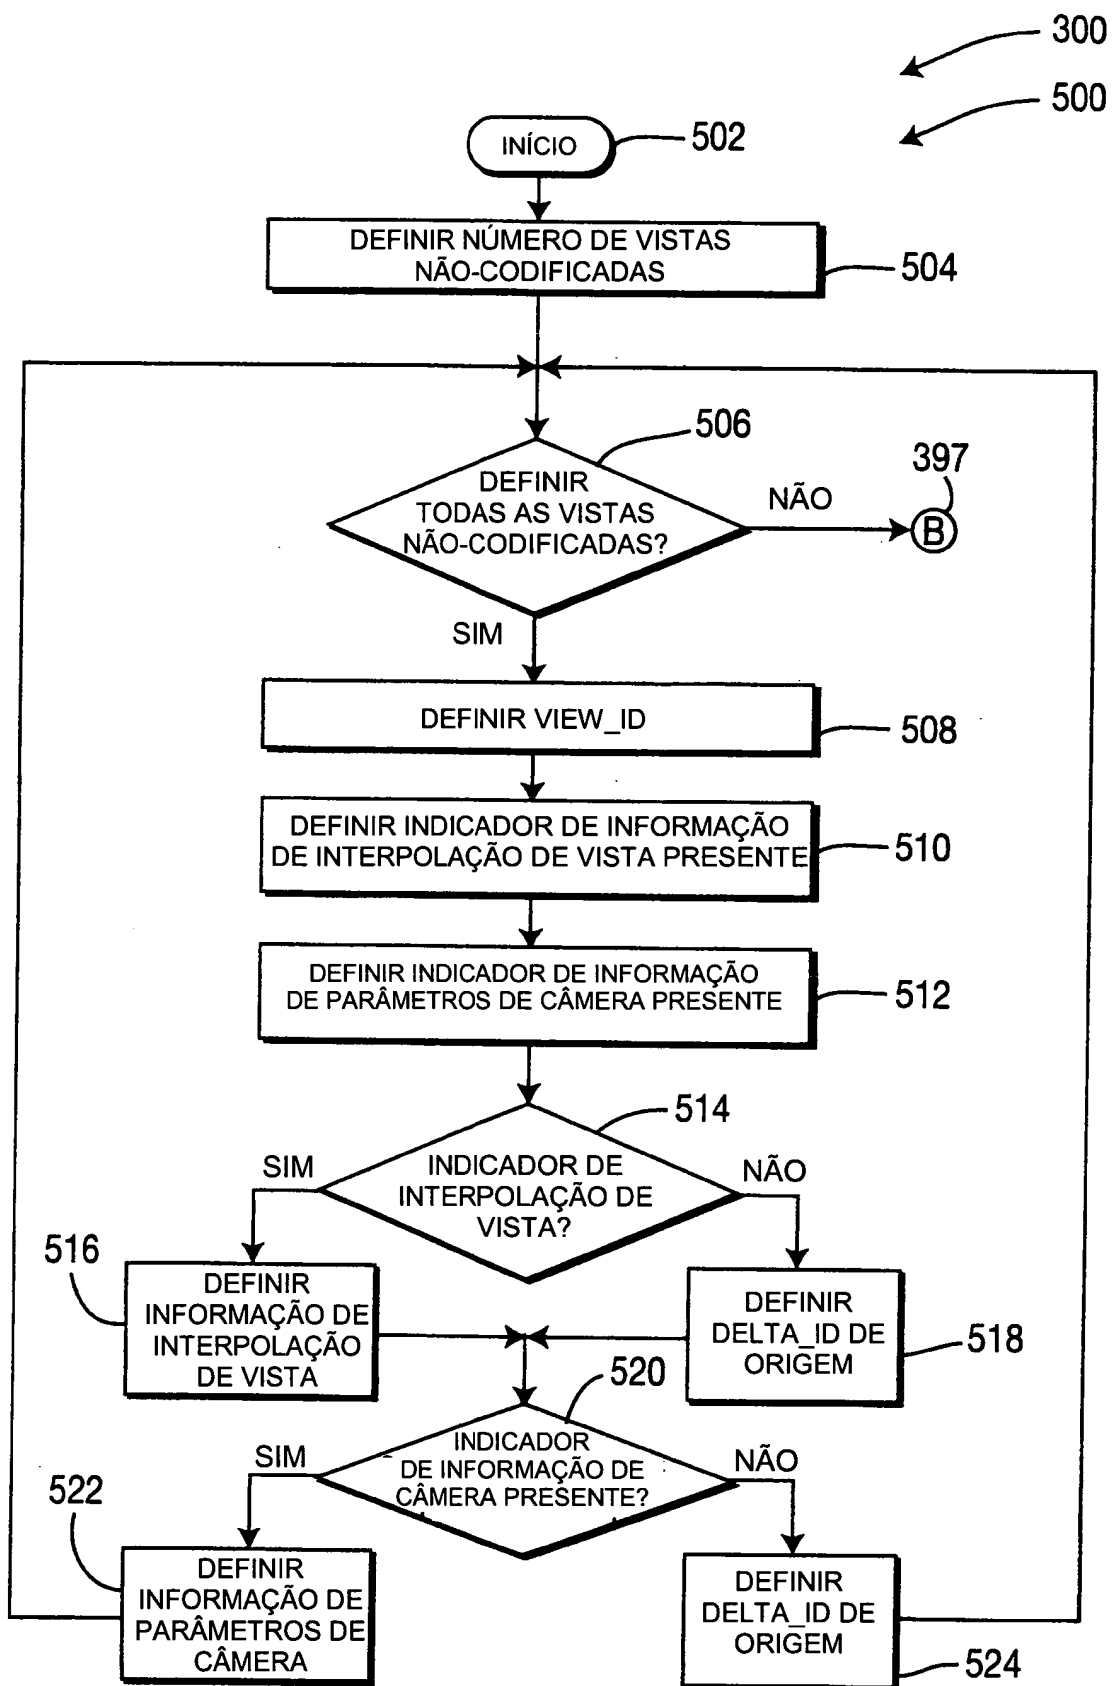 300
500
INÍCIO
502
DEFINIR NÚMERO DE VISTAS
NÃO-CODIFICADAS
504
506
DEFINIR
TODAS AS VISTAS
NÃO-CODIFICADAS?
NÃO
397
B
SIM
DEFINIR VIEW_ID
508
DEFINIR INDICADOR DE INFORMAÇÃO
DE INTERPOLAÇÃO DE VISTA PRESENTE
510
DEFINIR INDICADOR DE INFORMAÇÃO
DE PARÂMETROS DE CÂMERA PRESENTE
512
514
SIM
INDICADOR DE
INTERPOLAÇÃO DE
VISTA?
NÃO
516
DEFINIR
INFORMAÇÃO DE
INTERPOLAÇÃO
DE VISTA
DEFINIR
DELTA_ID DE
ORIGEM
518
520
SIM
INDICADOR
DE INFORMAÇÃO DE
CÂMERA PRESENTE?
NÃO
522
DEFINIR
INFORMAÇÃO DE
PARÂMETROS DE
CÂMERA
DEFINIR
DELTA_ID DE
ORIGEM
524